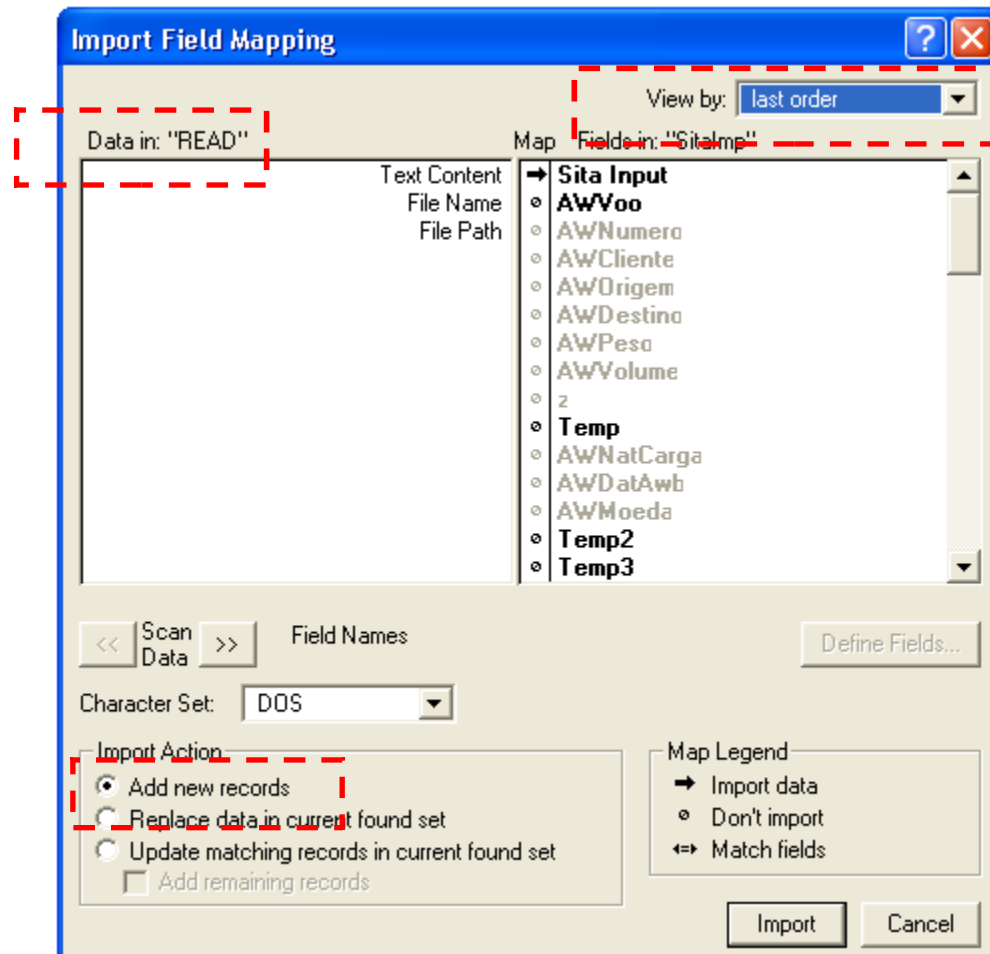 Import Field Mapping
View by: last order
Data in: "READ" Map Fields in: "SitaImp"
Text Content Sita Input
File Name AWVoo
File Path AWNumero
AWCliente
AWOrigem
AWDestino
AWPeso
AWVolume
z
Temp
AWNatCarga
AWDatAwb
AWMoeda
Temp2
Temp3
<< Scan Data >> Field Names Define Fields...
Character Set: DOS
Import Action
Add new records
Replace data in current found set
Update matching records in current found set
Add remaining records
Map Legend
Import data
Don't import
Match fields
Import Cancel